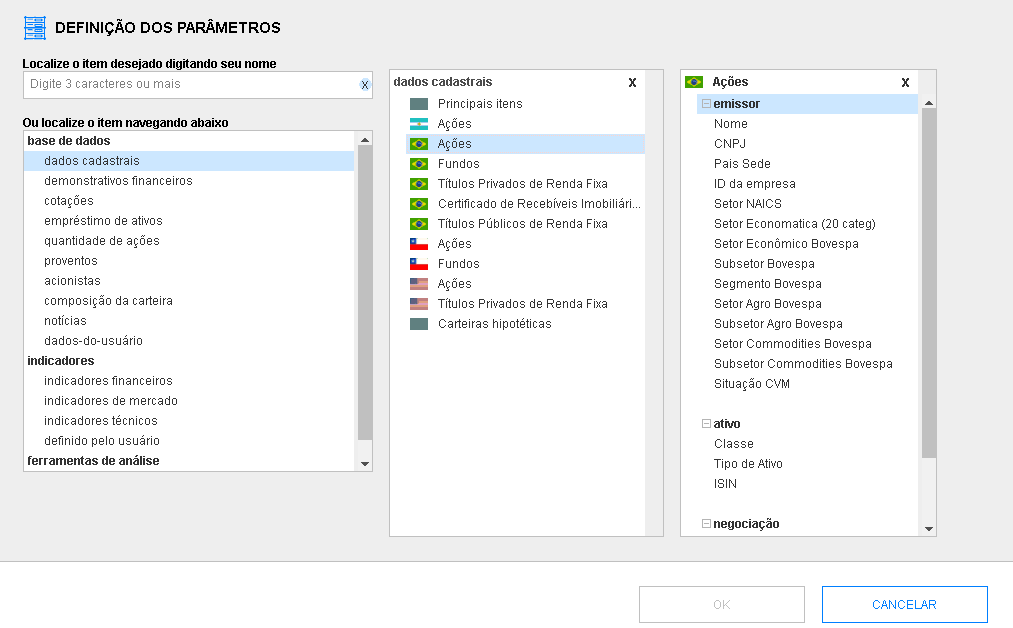 DEFINIÇÃO DOS PARÂMETROS
Localize o item desejado digitando seu nome
Digite 3 caracteres ou mais
X
Ou localize o item navegando abaixo
base de dados
dados cadastrais
demonstrativos financeiros
cotações
empréstimo de ativos
quantidade de ações
proventos
acionistas
composição da carteira
notícias
dados-do-usuário
indicadores
indicadores financeiros
indicadores de mercado
indicadores técnicos
definido pelo usuário
ferramentas de análise
dados cadastrais X
Principais itens
Ações
Ações
Fundos
Títulos Privados de Renda Fixa
Certificado de Recebíveis Imobiliári...
Títulos Públicos de Renda Fixa
Ações
Fundos
Ações
Títulos Privados de Renda Fixa
Carteiras hipotéticas
Ações X
emissor
Nome
CNPJ
Pais Sede
ID da empresa
Setor NAICS
Setor Economatica (20 categ)
Setor Econômico Bovespa
Subsetor Bovespa
Segmento Bovespa
Setor Agro Bovespa
Subsetor Agro Bovespa
Setor Commodities Bovespa
Subsetor Commodities Bovespa
Situação CVM
ativo
Classe
Tipo de Ativo
ISIN
negociação
OK
CANCELAR